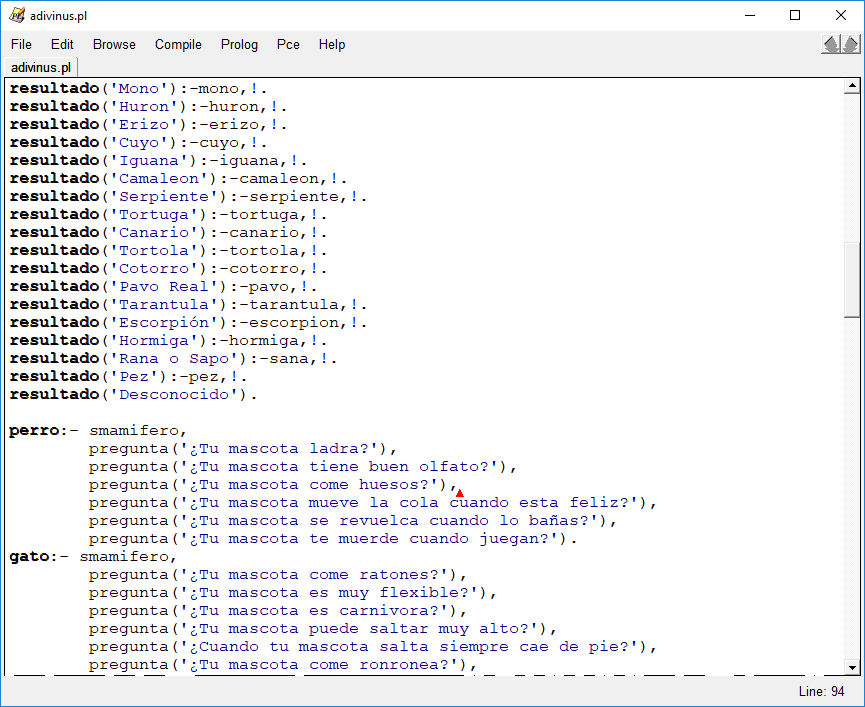 adivinus.pl
File Edit Browse Compile Prolog Pce Help
adivinus.pl
resultado('Mono'):-mono,!.
resultado('Huron'):-huron,!.
resultado('Erizo'):-erizo,!.
resultado('Cuyo'):-cuyo,!.
resultado('Iguana'):-iguana,!.
resultado('Camaleon'):-camaleon,!.
resultado('Serpiente'):-serpiente,!.
resultado('Tortuga'):-tortuga,!.
resultado('Canario'):-canario,!.
resultado('Tortola'):-tortola,!.
resultado('Cotorro'):-cotorro,!.
resultado('Pavo Real'):-pavo,!.
resultado('Tarantula'):-tarantula,!.
resultado('Escorpión'):-escorpion,!.
resultado('Hormiga'):-hormiga,!.
resultado('Rana o Sapo'):-sana,!.
resultado('Pez'):-pez,!.
resultado('Desconocido').
perro:- smamifero,
pregunta('¿Tu mascota ladra?'),
pregunta('¿Tu mascota tiene buen olfato?'),
pregunta('¿Tu mascota come huesos?'),
pregunta('¿Tu mascota mueve la cola cuando esta feliz?'),
pregunta('¿Tu mascota se revuelca cuando lo bañas?'),
pregunta('¿Tu mascota te muerde cuando juegan?').
gato:- smamifero,
pregunta('¿Tu mascota come ratones?'),
pregunta('¿Tu mascota es muy flexible?'),
pregunta('¿Tu mascota es carnivora?'),
pregunta('¿Tu mascota puede saltar muy alto?'),
pregunta('¿Cuando tu mascota salta siempre cae de pie?'),
pregunta('¿Tu mascota come ronronea?'),
Line: 94